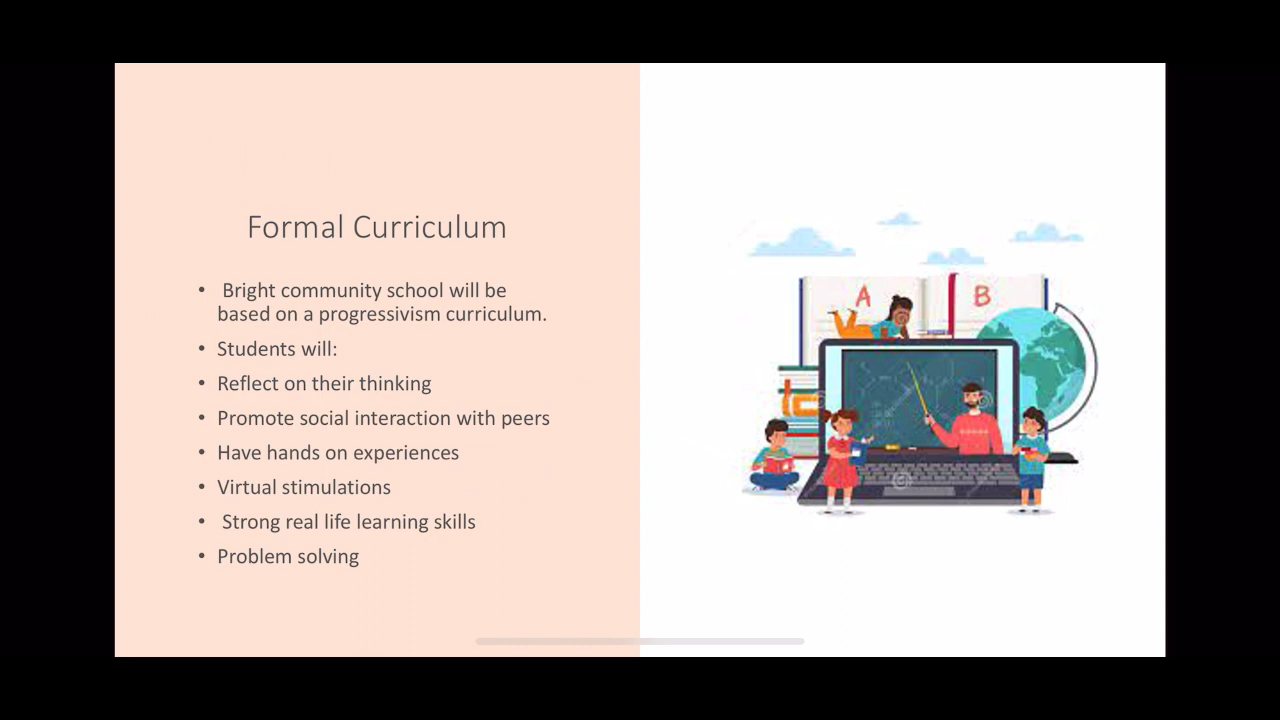 Formal Curriculum
• Bright community school will be
based on a progressivism curriculum.
• Students will:
• Reflect on their thinking
• Promote social interaction with peers
• Have hands on experiences
• Virtual stimulations
• Strong real life learning skills
• Problem solving
A B